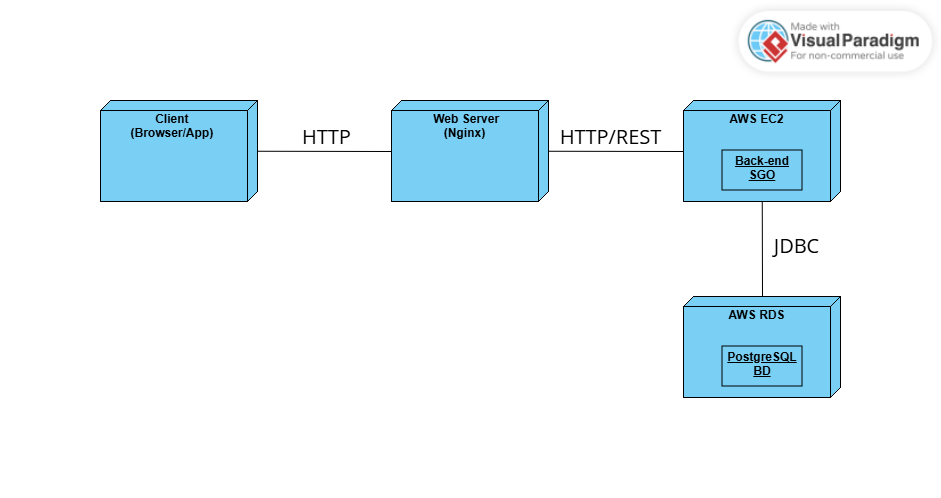 Made with
Visual Paradigm
For non-commercial use
Client
(Browser/App)
HTTP
Web Server
(Nginx)
HTTP/REST
AWS EC2
Back-end
SGO
JDBC
AWS RDS
PostgreSQL
BD